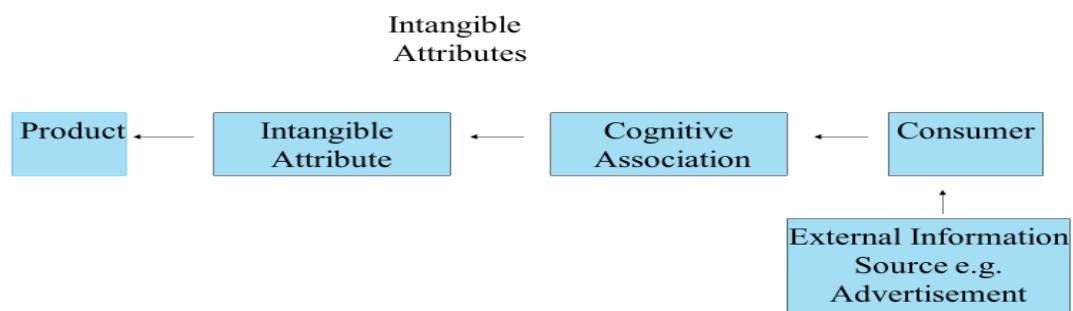 Intangible
Attributes
Product
Intangible
Attribute
Cognitive
Association
Consumer
External Information
Source e.g.
Advertisement